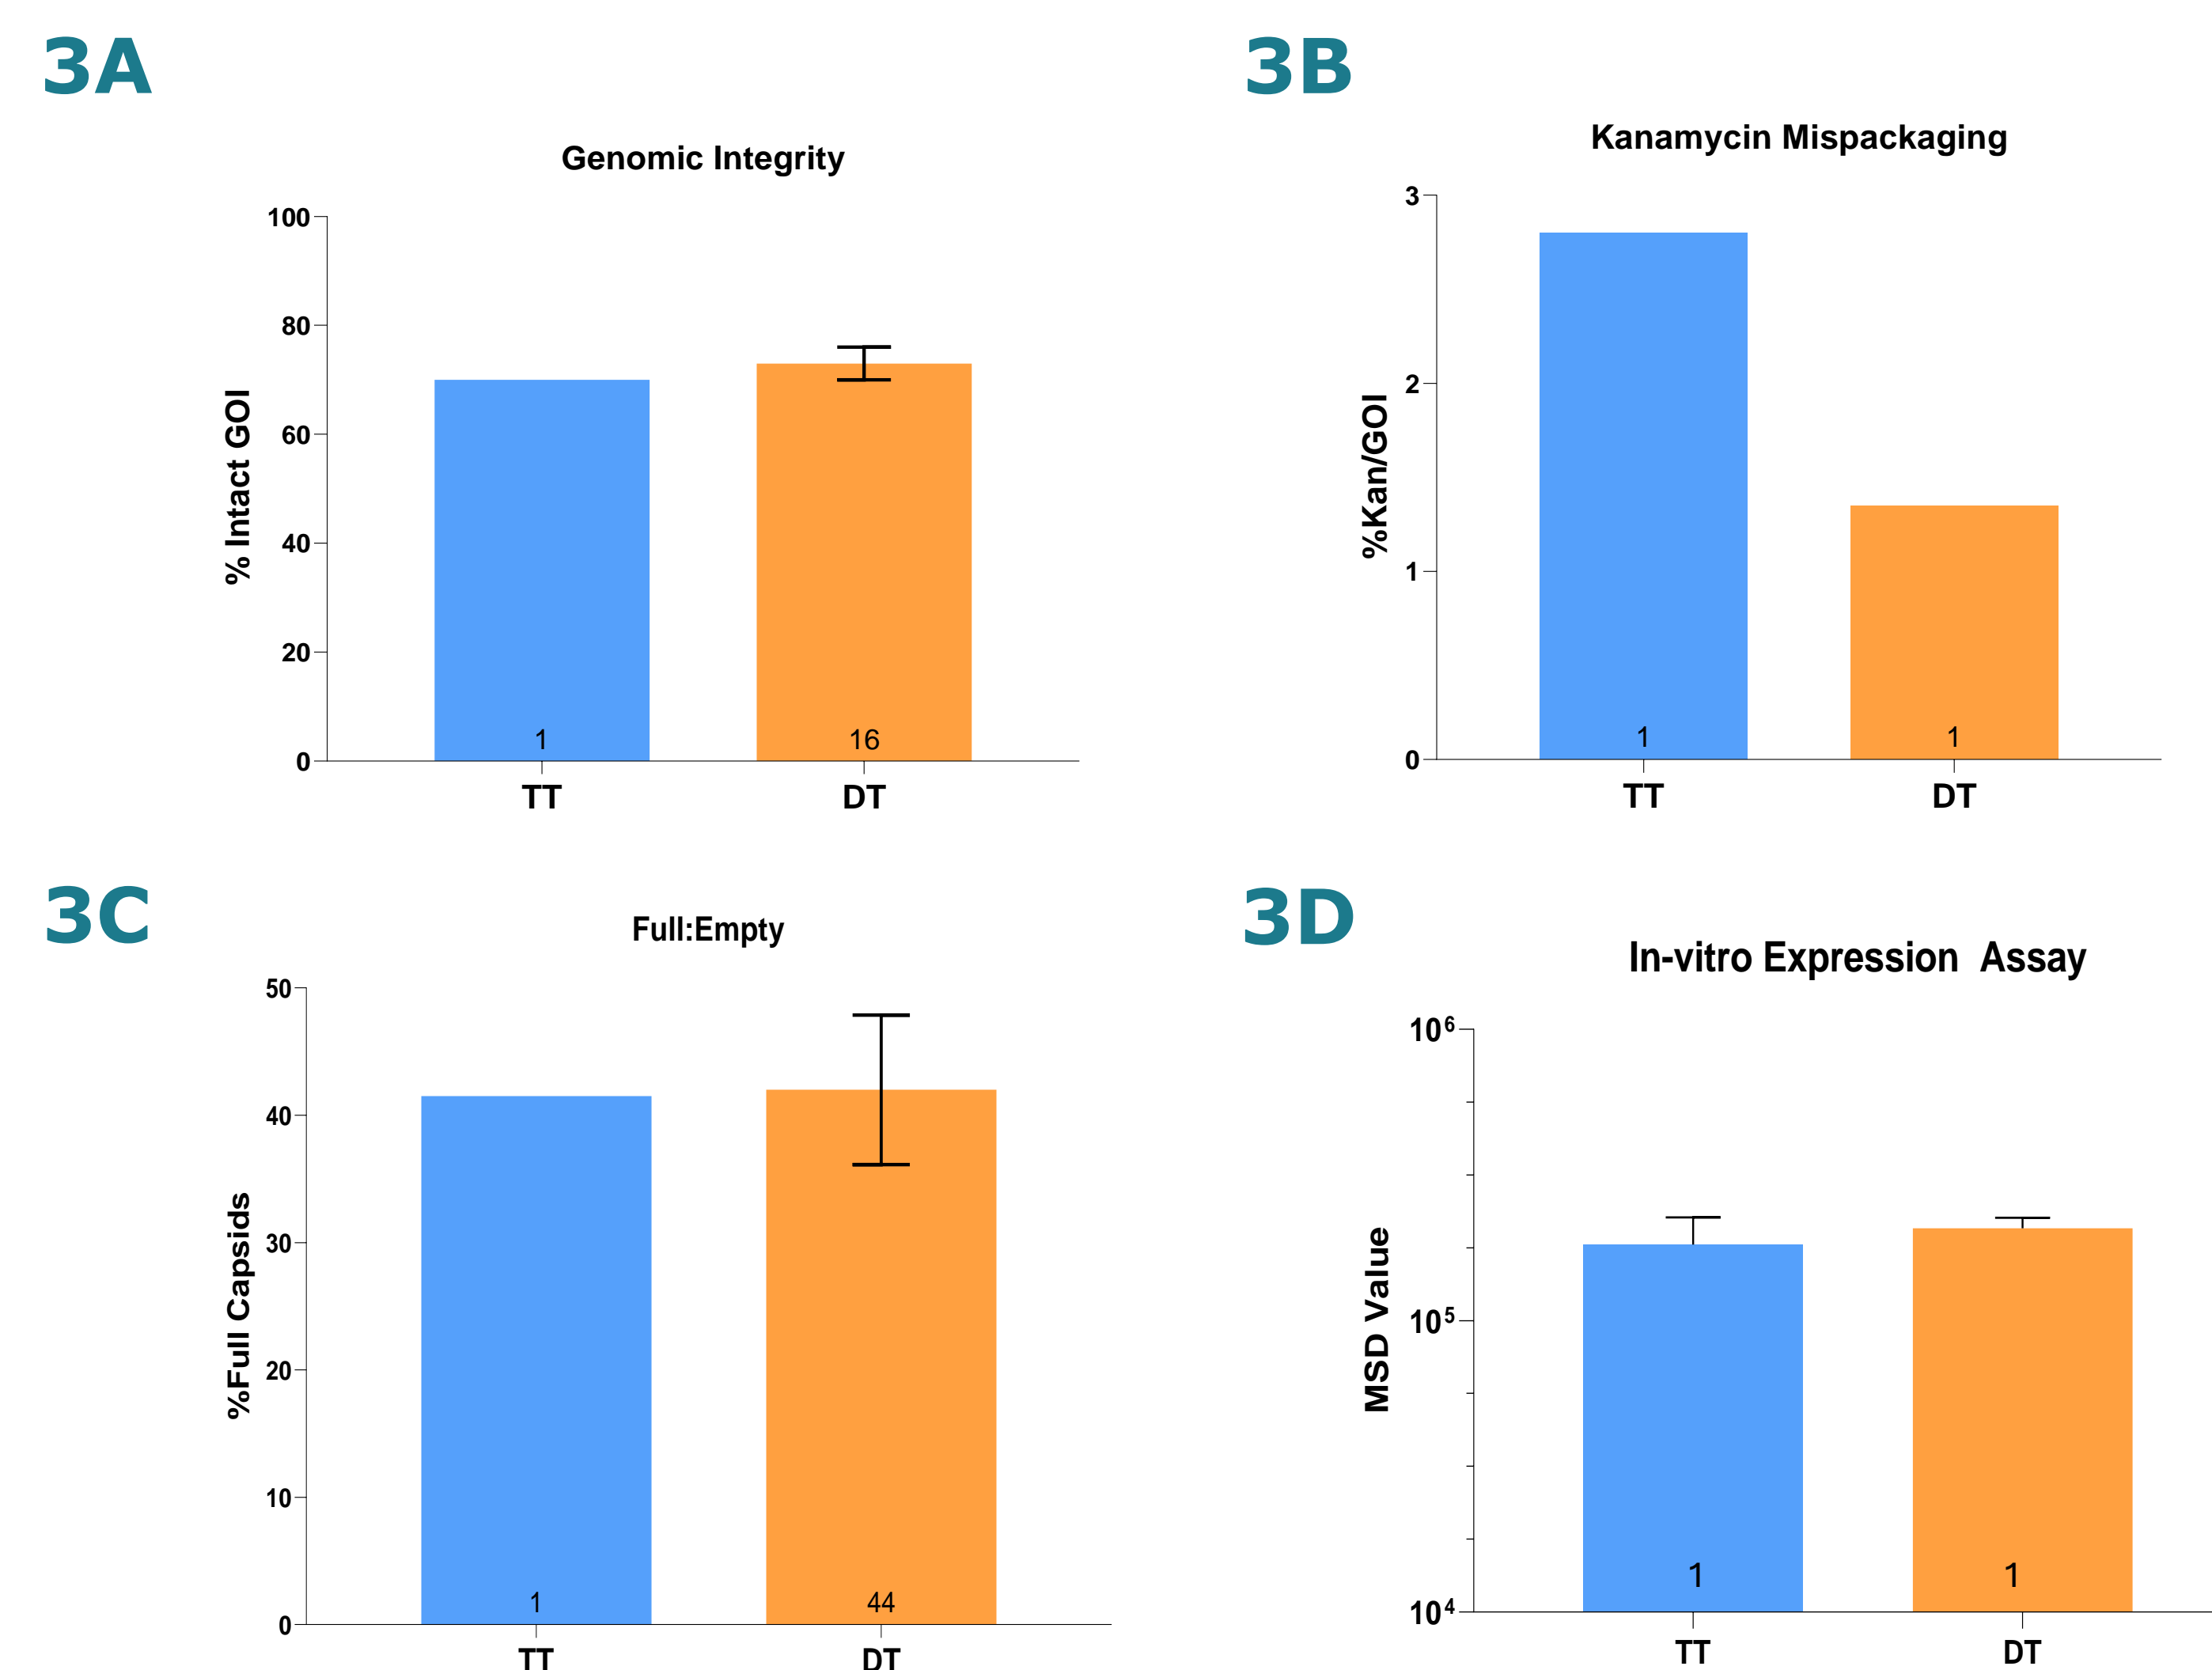 3A
Genomic Integrity
% Intact GOI
100
80
60
40
20
0
1
16
TT
DT
3B
Kanamycin Mispackaging
%Kan/GOI
3
2
1
0
1
1
TT
DT
3C
Full:Empty
%Full Capsids
50
40
30
20
10
0
1
44
TT
DT
3D
In-vitro Expression Assay
MSD Value
10⁶
10⁵
10⁴
1
1
TT
DT